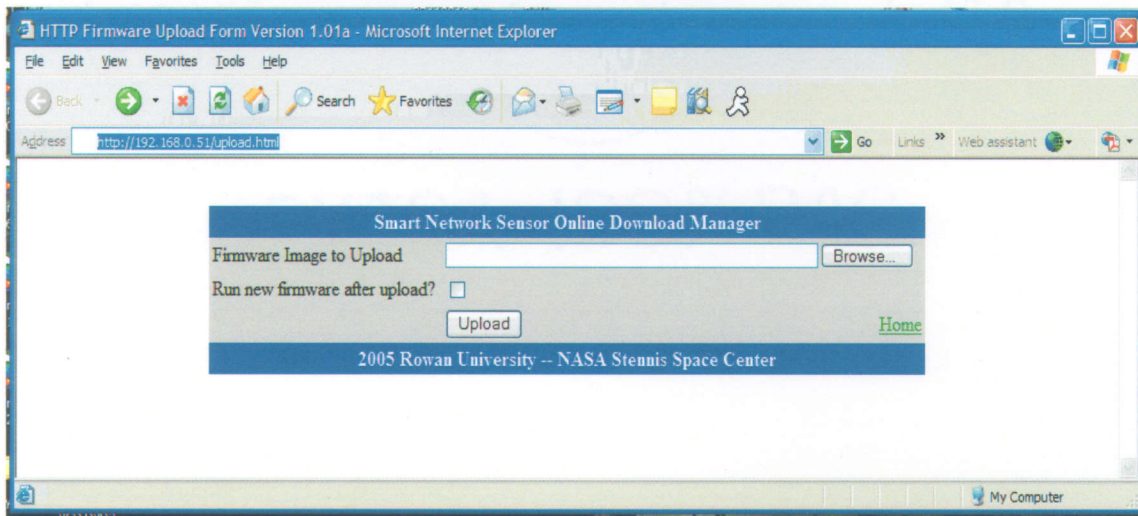 HTTP Firmware Upload Form Version 1.01a - Microsoft Internet Explorer
File Edit View Favorites Tools Help
Back Search Favorites
Address http://192.168.0.51/upload.html Go Links » Web assistant
Smart Network Sensor Online Download Manager
Firmware Image to Upload Browse...
Run new firmware after upload?
Upload Home
2005 Rowan University -- NASA Stennis Space Center
My Computer